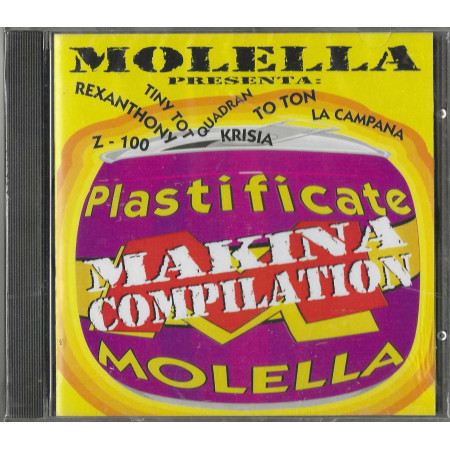 MOLELLA
PRESENTA:
REXANTHONY
TINY TOT
QUADRAN
TO TON
LA CAMPANA
Z - 100
KRISIA
Plastificate
MAKINA
COMPILATION
MOLELLA